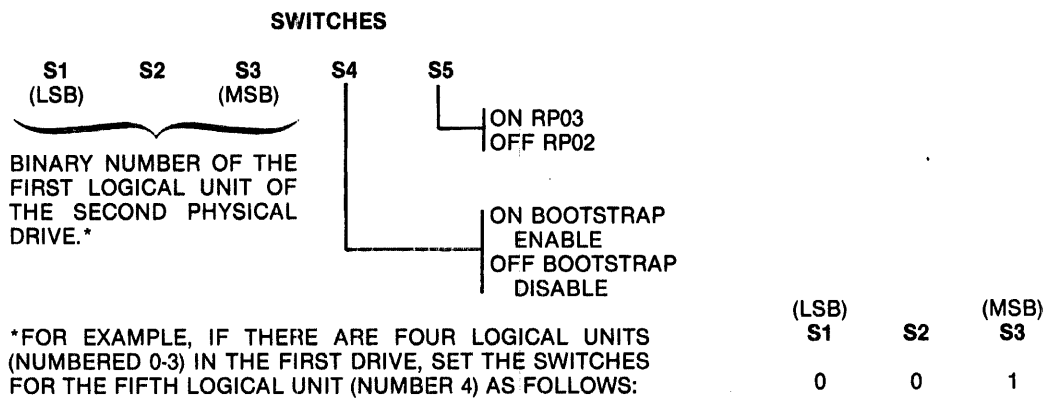 SWITCHES
S1 S2 S3 S4 S5
(LSB) (MSB)
ON RP03
OFF RP02
BINARY NUMBER OF THE
FIRST LOGICAL UNIT OF
THE SECOND PHYSICAL
DRIVE.*
ON BOOTSTRAP
ENABLE
OFF BOOTSTRAP
DISABLE
*FOR EXAMPLE, IF THERE ARE FOUR LOGICAL UNITS
(NUMBERED 0-3) IN THE FIRST DRIVE, SET THE SWITCHES
FOR THE FIFTH LOGICAL UNIT (NUMBER 4) AS FOLLOWS:
(LSB) (MSB)
S1 S2 S3
0 0 1